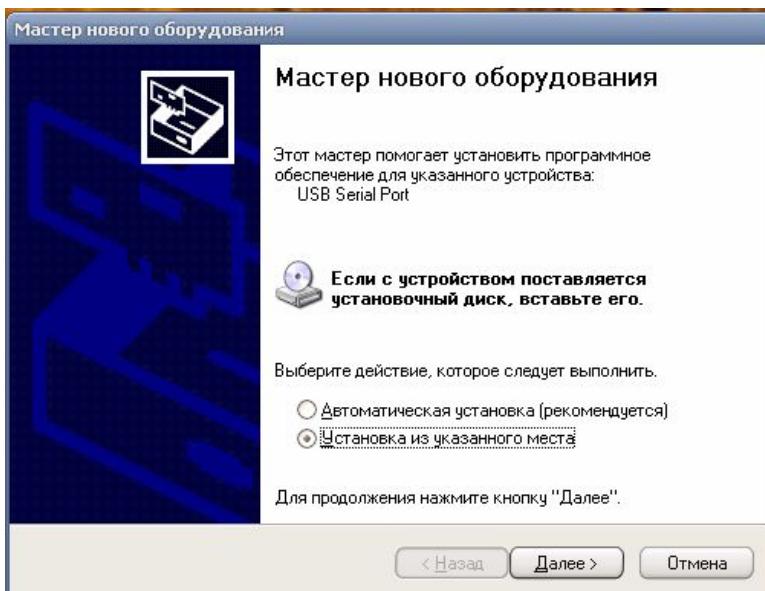 Мастер нового оборудования
Мастер нового оборудования
Этот мастер помогает установить программное
обеспечение для указанного устройства:
USB Serial Port
Если с устройством поставляется
установочный диск, вставьте его.
Выберите действие, которое следует выполнить.
Автоматическая установка (рекомендуется)
Установка из указанного места
Для продолжения нажмите кнопку "Далее".
< Назад Далее > Отмена